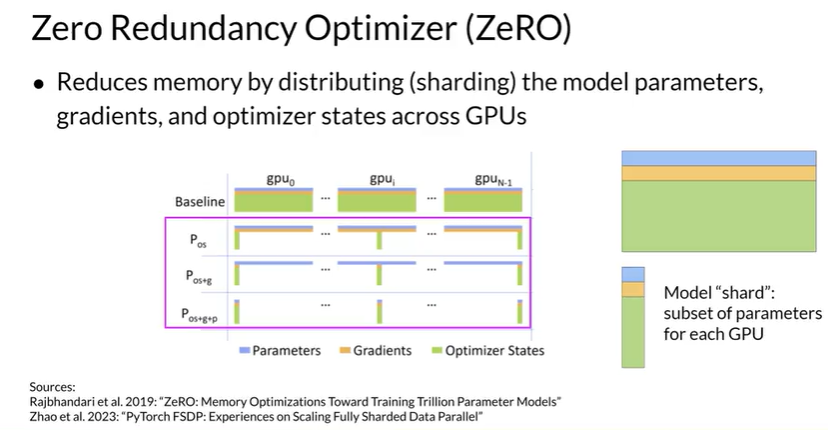 Zero Redundancy Optimizer (ZeRO)
● Reduces memory by distributing (sharding) the model parameters,
gradients, and optimizer states across GPUs
gpu0 gpui gpuN-1
Baseline ... ...
Pos ... ...
Pos+g ... ...
Pos+g+p ... ...
Parameters Gradients Optimizer States
Model “shard”:
subset of parameters
for each GPU
Sources:
Rajbhandari et al. 2019: “ZeRO: Memory Optimizations Toward Training Trillion Parameter Models”
Zhao et al. 2023: “PyTorch FSDP: Experiences on Scaling Fully Sharded Data Parallel”